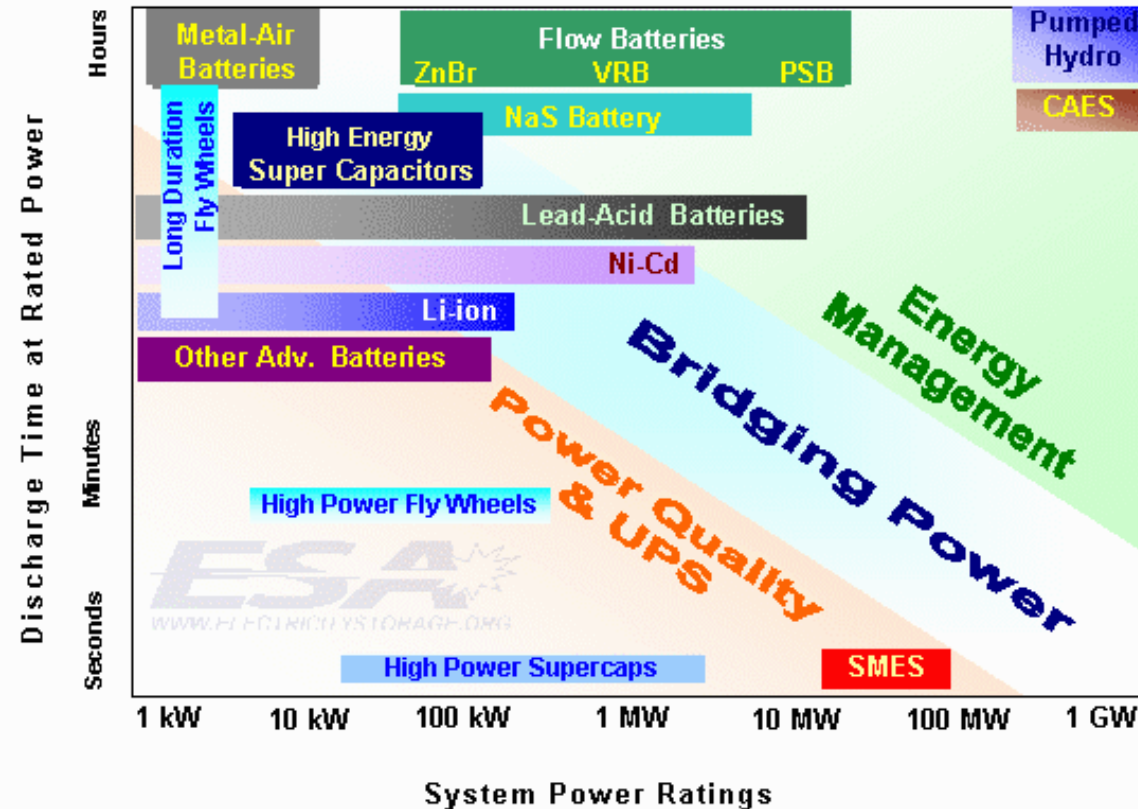 Discharge Time at Rated Power
Hours
Minutes
Seconds
Metal-Air
Batteries
Flow Batteries
ZnBr VRB PSB
Pumped
Hydro
CAES
NaS Battery
Long Duration
Fly Wheels
High Energy
Super Capacitors
Lead-Acid Batteries
Ni-Cd
Li-ion
Other Adv. Batteries
Energy
Management
Bridging Power
Power Quality
& UPS
High Power Fly Wheels
ESA
WWW.ELECTRICITYSTORAGE.ORG
High Power Supercaps
SMES
1 kW 10 kW 100 kW 1 MW 10 MW 100 MW 1 GW
System Power Ratings